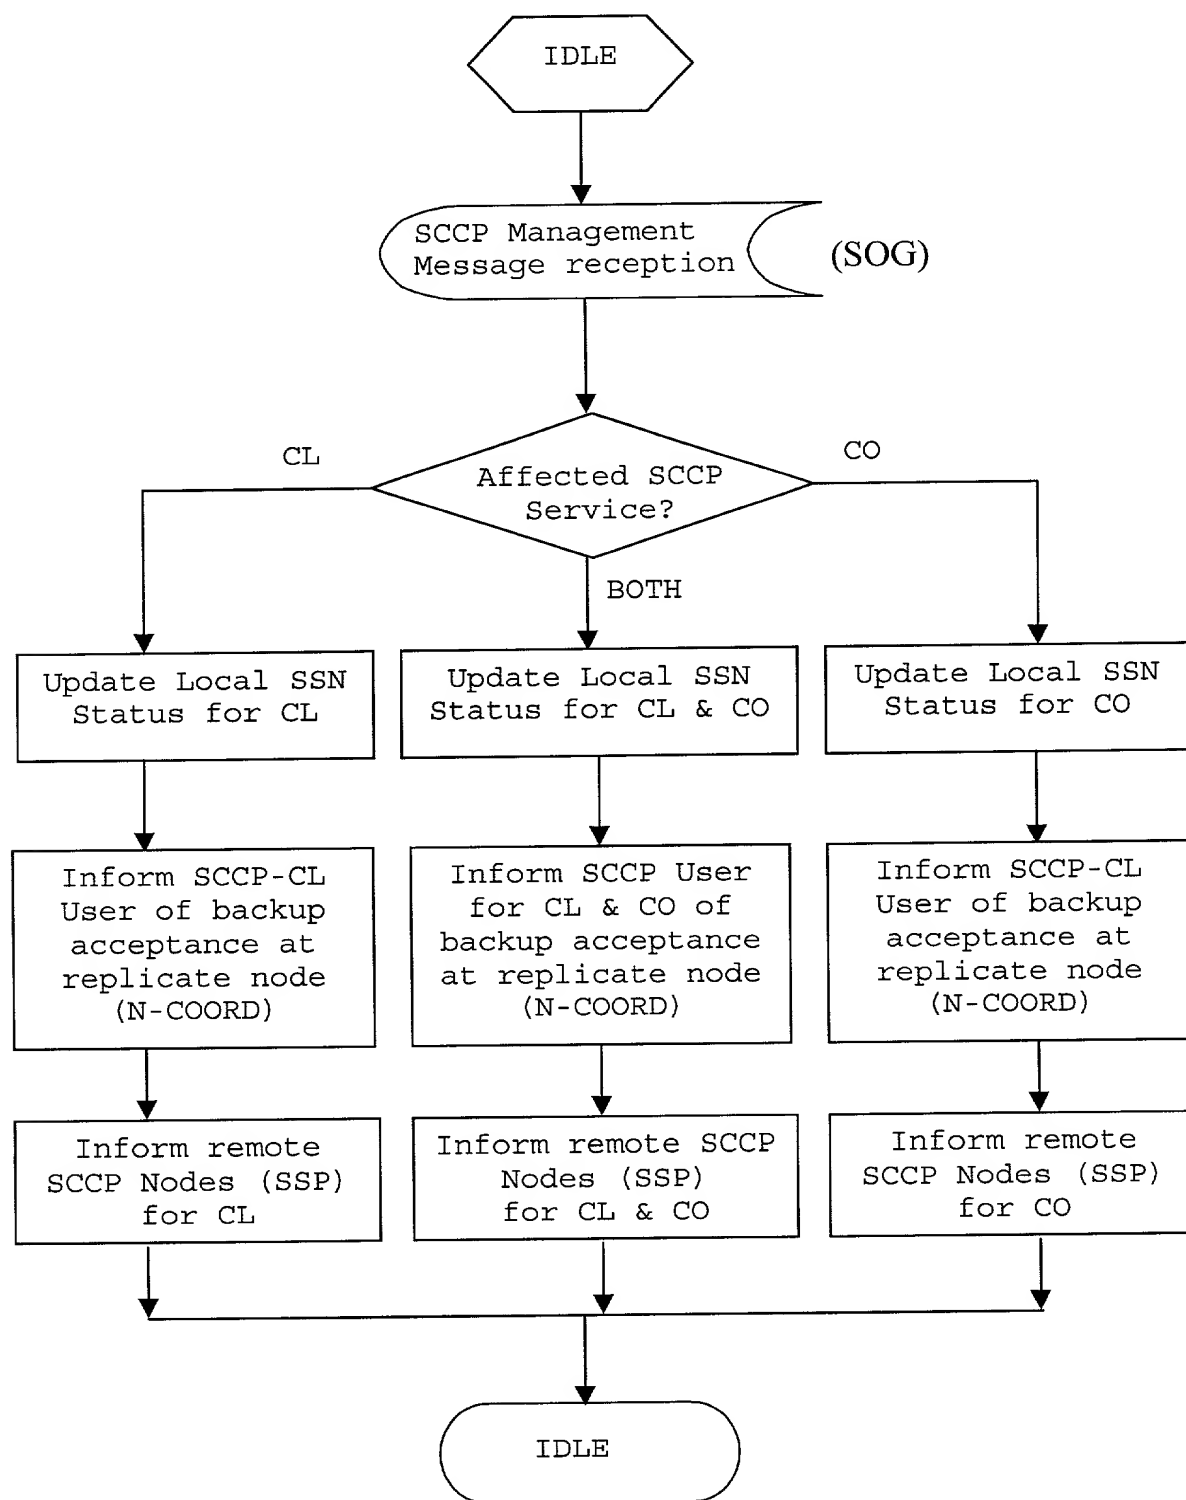 IDLE
SCCP Management
Message reception
(SOG)
CL
CO
Affected SCCP
Service?
BOTH
Update Local SSN
Status for CL
Update Local SSN
Status for CL & CO
Update Local SSN
Status for CO
Inform SCCP-CL
User of backup
acceptance at
replicate node
(N-COORD)
Inform SCCP User
for CL & CO of
backup acceptance
at replicate node
(N-COORD)
Inform SCCP-CL
User of backup
acceptance at
replicate node
(N-COORD)
Inform remote
SCCP Nodes (SSP)
for CL
Inform remote SCCP
Nodes (SSP)
for CL & CO
Inform remote
SCCP Nodes (SSP)
for CO
IDLE